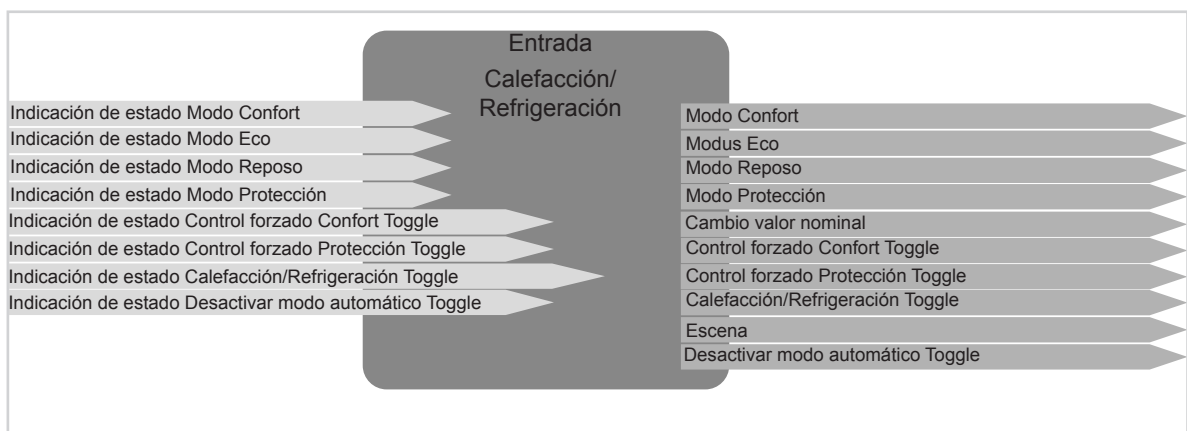 Entrada
Calefacción/
Refrigeración
Indicación de estado Modo Confort
Indicación de estado Modo Eco
Indicación de estado Modo Reposo
Indicación de estado Modo Protección
Indicación de estado Control forzado Confort Toggle
Indicación de estado Control forzado Protección Toggle
Indicación de estado Calefacción/Refrigeración Toggle
Indicación de estado Desactivar modo automático Toggle
Modo Confort
Modus Eco
Modo Reposo
Modo Protección
Cambio valor nominal
Control forzado Confort Toggle
Control forzado Protección Toggle
Calefacción/Refrigeración Toggle
Escena
Desactivar modo automático Toggle